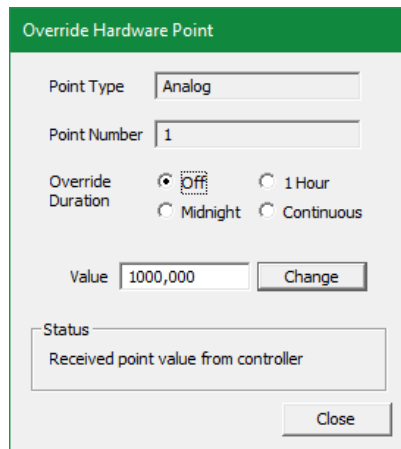 Override Hardware Point
Point Type Analog
Point Number 1
Override Duration
Off 1 Hour
Midnight Continuous
Value 1000,000 Change
Status
Received point value from controller
Close